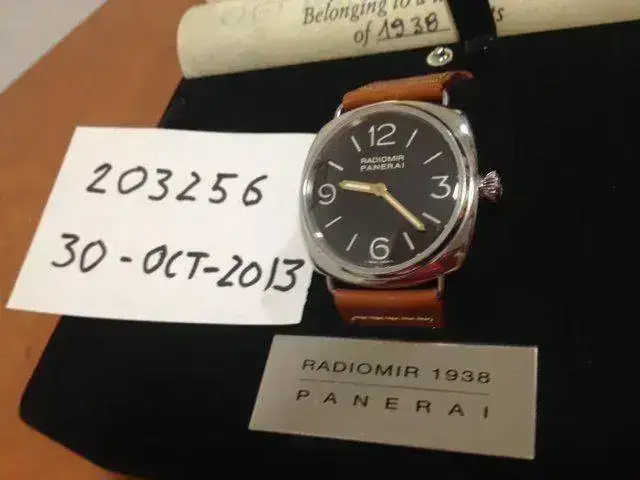 Belonging to a
of 1938
203256
30-OCT-2013
12
RADIOMIR
PANERAI
9
3
6
RADIOMIR 1938
PANERAI